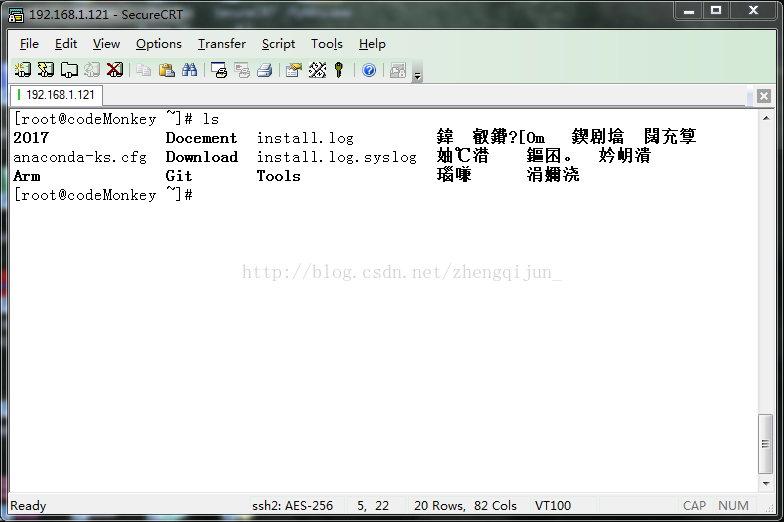 192.168.1.121 - SecureCRT
File Edit View Options Transfer Script Tools Help
192.168.1.121
[root@codeMonkey ~]# ls
2017 Docement install.log 鍏 叡鐨?[0m 鍥剧墖 闊充箰
anaconda-ks.cfg Download install.log.syslog 妯℃澘 鏂囨。 妗岄潰
Arm Git Tools 瑙嗛 涓嬭浇
[root@codeMonkey ~]#
http://blog.csdn.net/zhengqijun_
Ready ssh2: AES-256 5, 22 20 Rows, 82 Cols VT100 CAP NUM